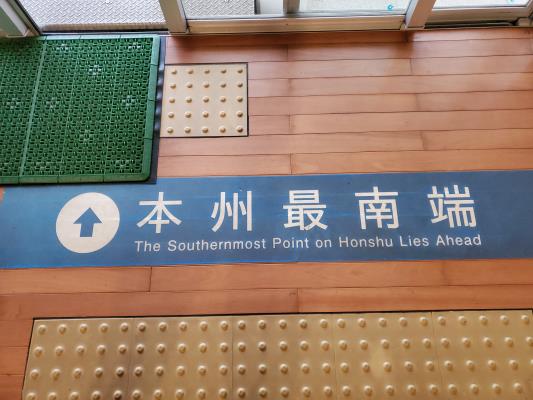 本州最南端
The Southernmost Point on Honshu Lies Ahead